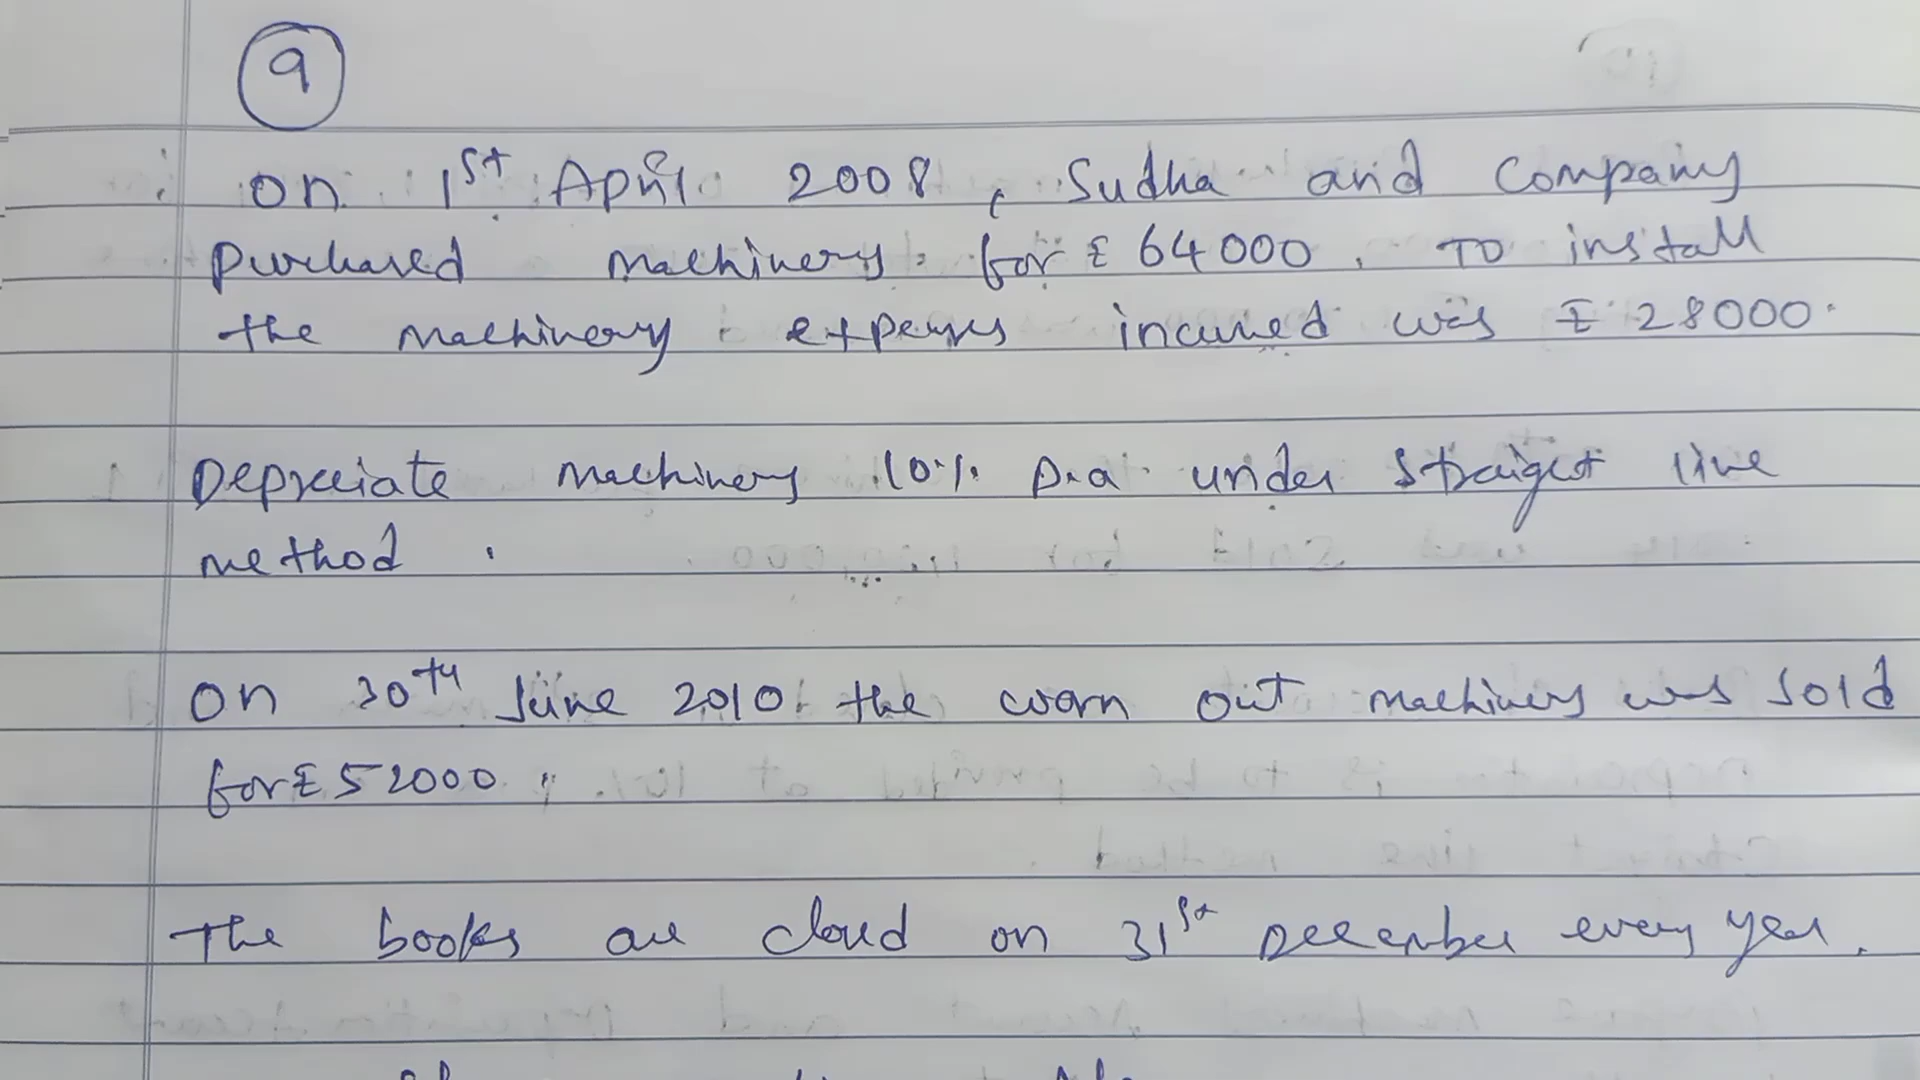 9
On 1st April 2008, Sudha and Company
purchased machinery for ₹ 64000. To install
the machinery expenses incurred was ₹ 28000.
Depreciate machinery 10% p.a under straight line
method.
On 30th June 2010 the worn out machinery was sold
for ₹ 52000.
The books are closed on 31st December every year.